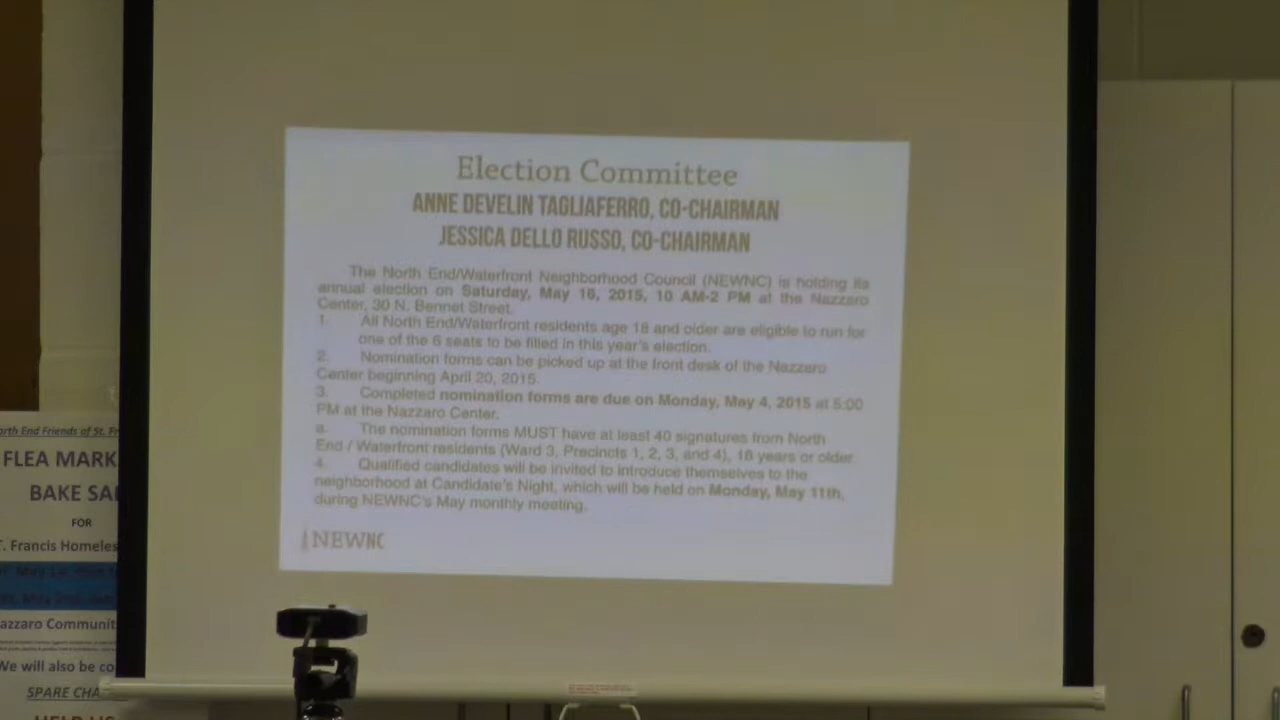 Election Committee
ANNE DEVELIN TAGLIAFERRO, CO-CHAIRMAN
JESSICA DELLO RUSSO, CO-CHAIRMAN
The North End/Waterfront Neighborhood Council (NEWNC) is holding its
annual election on Saturday, May 16, 2015, 10 AM-2 PM at the Nazzaro
Center, 30 N. Bennet Street.
1. All North End/Waterfront residents age 18 and older are eligible to run for
one of the 6 seats to be filled in this year's election.
2. Nomination forms can be picked up at the front desk of the Nazzaro
Center beginning April 20, 2015.
3. Completed nomination forms are due on Monday, May 4, 2015 at 5:00
PM at the Nazzaro Center.
a. The nomination forms MUST have at least 40 signatures from North
End / Waterfront residents (Ward 3, Precincts 1, 2, 3, and 4), 18 years or older
4. Qualified candidates will be invited to introduce themselves to the
neighborhood at Candidate's Night, which will be held on Monday, May 11th,
during NEWNC's May monthly meeting.
NEWNC
orth End Friends of St. Fr
FLEA MARK
BAKE SAL
FOR
T. Francis Homeles
azzaro Communit
We will also be co
SPARE CHA
HELP US